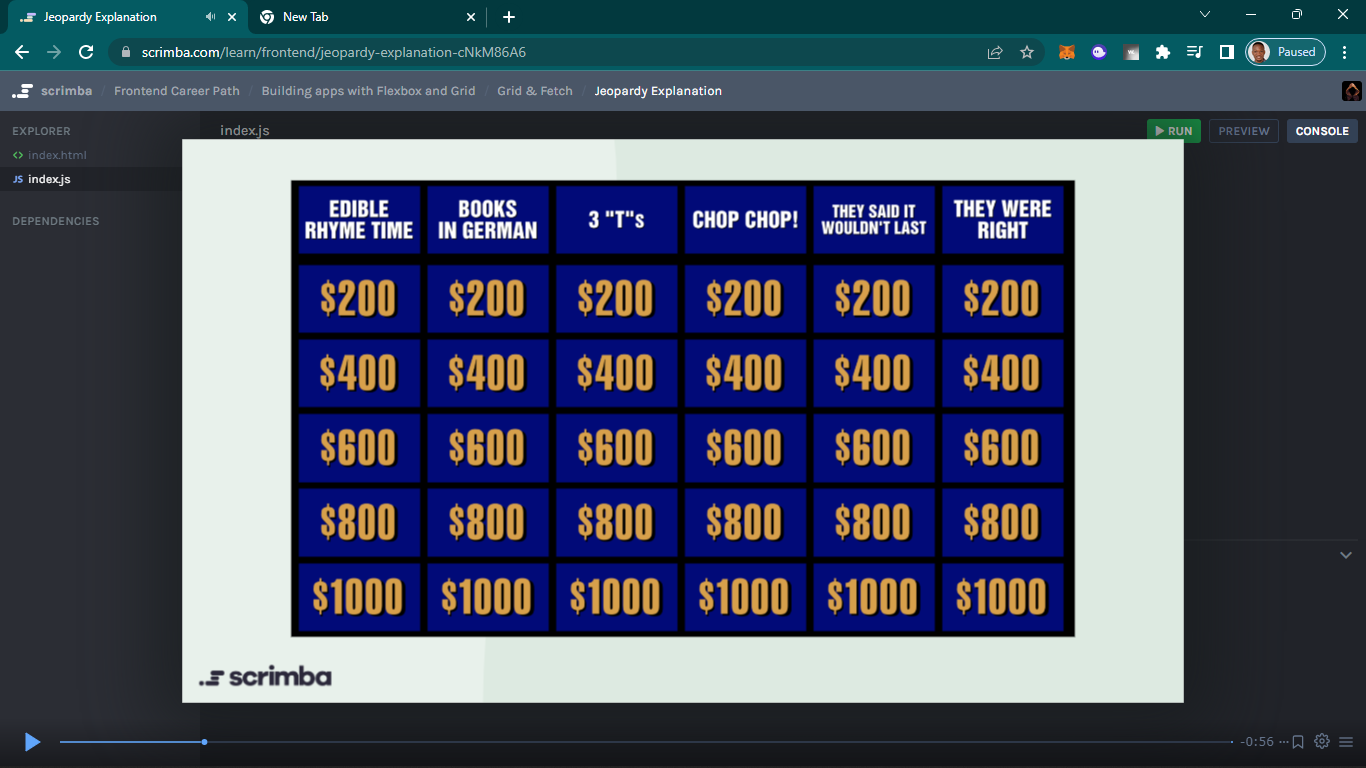 Jeopardy Explanation
New Tab
scrimba.com/learn/frontend/jeopardy-explanation-cNkM86A6
Paused
scrimba / Frontend Career Path / Building apps with Flexbox and Grid / Grid & Fetch / Jeopardy Explanation
EXPLORER
index.js
RUN
PREVIEW
CONSOLE
<> index.html
JS index.js
DEPENDENCIES
EDIBLE
RHYME TIME
BOOKS
IN GERMAN
3 "T"s
CHOP CHOP!
THEY SAID IT
WOULDN'T LAST
THEY WERE
RIGHT
$200 $200 $200 $200 $200 $200
$400 $400 $400 $400 $400 $400
$600 $600 $600 $600 $600 $600
$800 $800 $800 $800 $800 $800
$1000 $1000 $1000 $1000 $1000 $1000
scrimba
-0:56